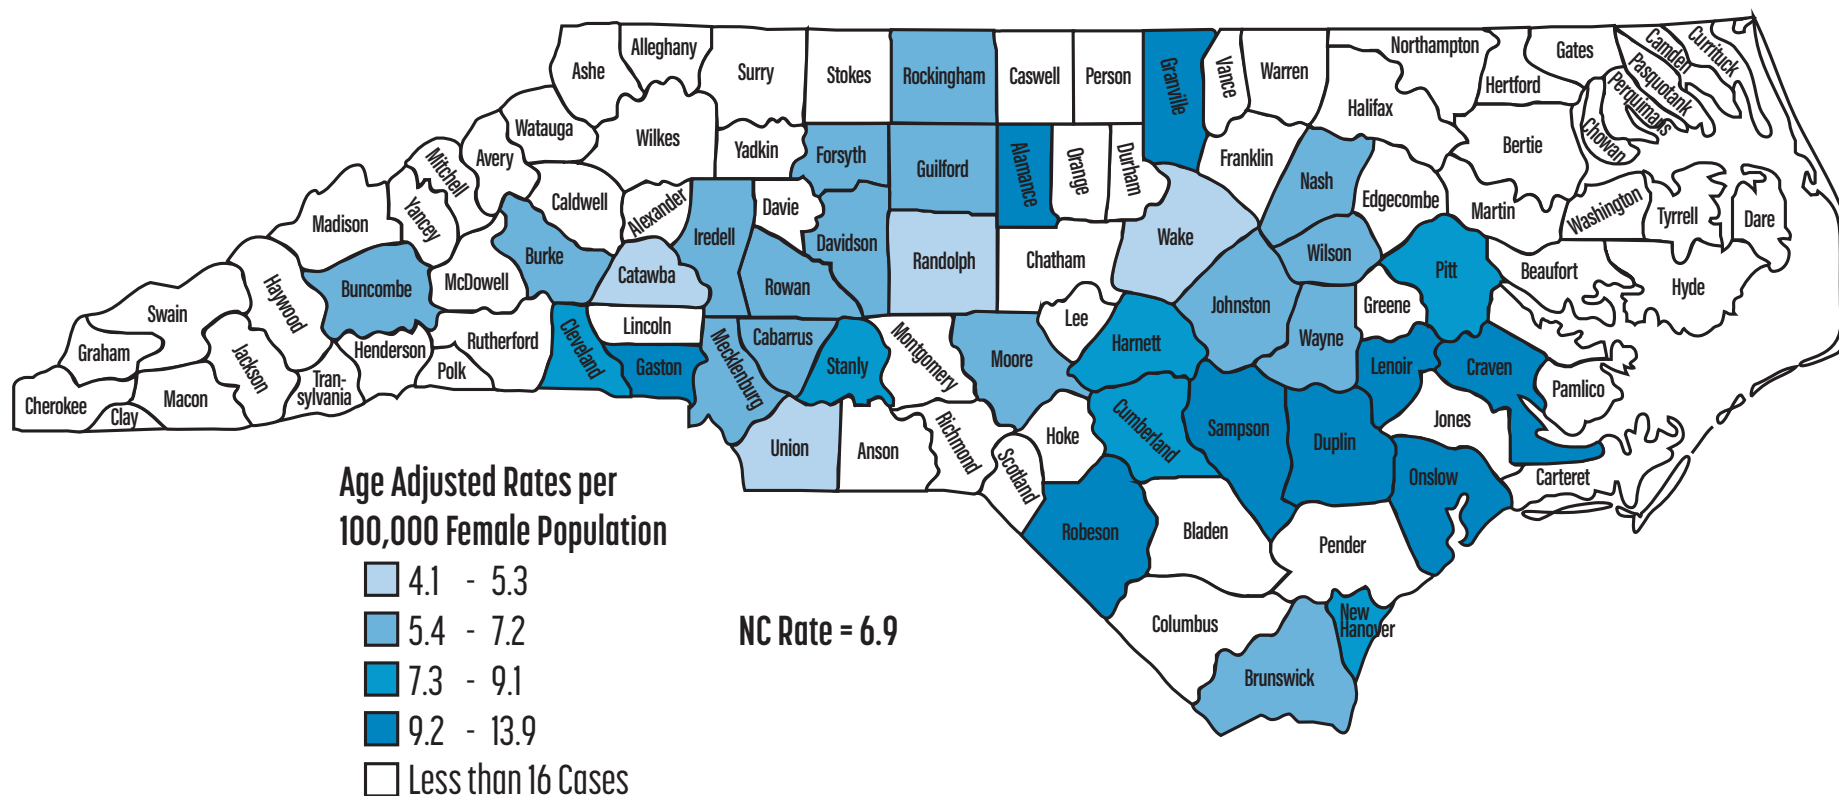 Ashe
Alleghany
Surry
Stokes
Rockingham
Caswell
Person
Granville
Vance
Warren
Northampton
Gates
Camden
Currituck
Hertford
Pasquotank
Perquimans
Halifax
Watauga
Wilkes
Yadkin
Forsyth
Guilford
Alamance
Orange
Durham
Franklin
Nash
Edgecombe
Bertie
Chowan
Mitchell
Avery
Caldwell
Alexander
Iredell
Davie
Davidson
Randolph
Chatham
Wake
Wilson
Martin
Washington
Tyrrell
Dare
Madison
Yancey
Buncombe
McDowell
Burke
Catawba
Rowan
Johnston
Pitt
Greene
Beaufort
Hyde
Swain
Haywood
Graham
Jackson
Henderson
Rutherford
Cleveland
Lincoln
Gaston
Mecklenburg
Cabarrus
Stanly
Montgomery
Moore
Lee
Harnett
Wayne
Lenoir
Craven
Pamlico
Cherokee
Clay
Macon
Tran-
sylvania
Polk
Union
Anson
Richmond
Scotland
Hoke
Cumberland
Sampson
Duplin
Jones
Onslow
Carteret
Robeson
Bladen
Pender
Columbus
New
Hanover
Brunswick
Age Adjusted Rates per
100,000 Female Population
4.1 - 5.3
5.4 - 7.2
7.3 - 9.1
9.2 - 13.9
Less than 16 Cases
NC Rate = 6.9